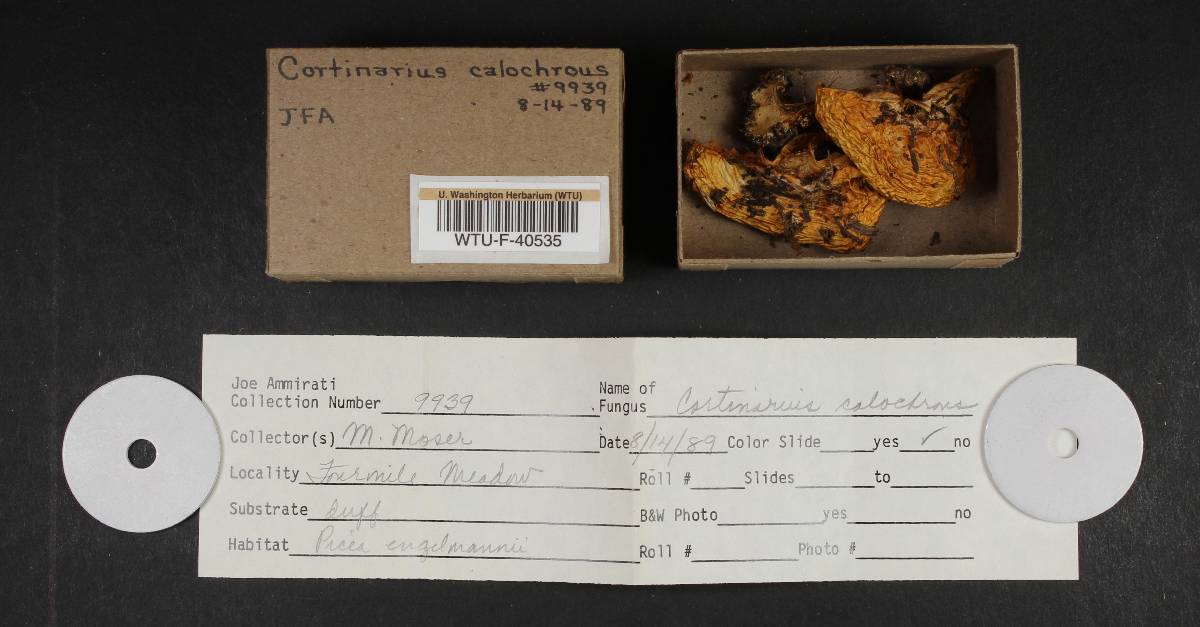 Cortinarius calochrous
#9939
8-14-89
JFA
U. Washington Herbarium (WTU)
WTU-F-40535
Joe Ammirati
Collection Number 9939
Name of Fungus Cortinarius calochrous
Collector(s) M. Moser
Date 8/14/89 Color Slide yes ✓ no
Locality Fourmile Meadow
Roll # Slides to
Substrate Duff
B&W Photo yes no
Habitat Picea engelmannii
Roll # Photo #